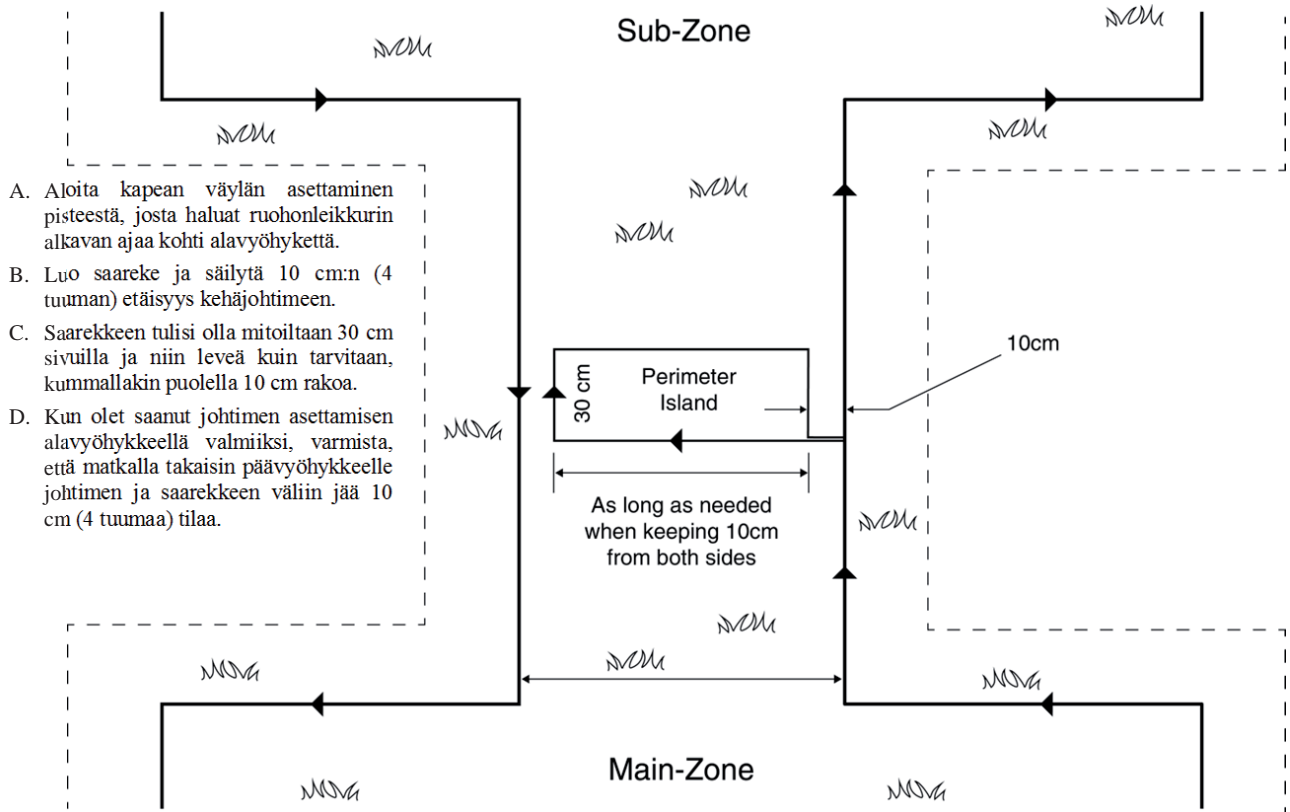 Sub-Zone
A. Aloita kapean väylän asettaminen
pisteestä, josta haluat ruohonleikkurin
alkavan ajaa kohti alavyöhykettä.
B. Luo saareke ja säilytä 10 cm:n (4
tuuman) etäisyys kehäjohtimeen.
C. Saarekkeen tulisi olla mitoiltaan 30 cm
sivuilla ja niin leveä kuin tarvitaan,
kummallakin puolella 10 cm rakoa.
D. Kun olet saanut johtimen asettamisen
alavyöhykkeellä valmiiksi, varmista,
että matkalla takaisin päävyöhykkeelle
johtimen ja saarekkeen väliin jää 10
cm (4 tuumaa) tilaa.
30 cm
Perimeter
Island
10cm
As long as needed
when keeping 10cm
from both sides
Main-Zone